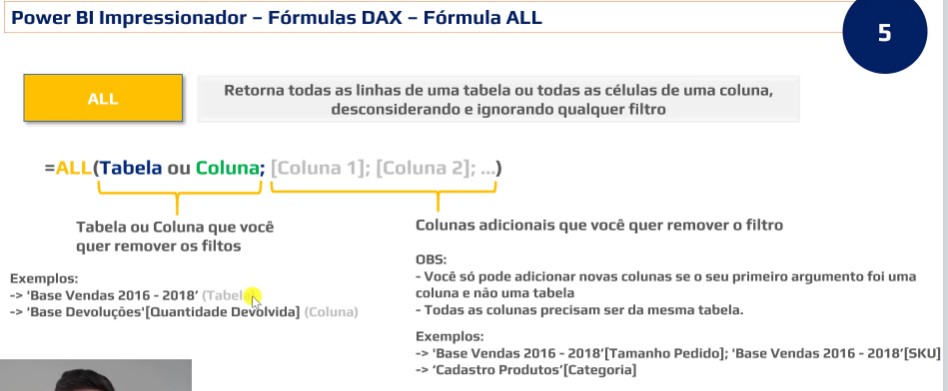 Power BI Impressionador – Fórmulas DAX – Fórmula ALL
5
ALL
Retorna todas as linhas de uma tabela ou todas as células de uma coluna,
desconsiderando e ignorando qualquer filtro
=ALL(Tabela ou Coluna; [Coluna 1]; [Coluna 2]; ...)
Tabela ou Coluna que você
quer remover os filtos
Exemplos:
-> 'Base Vendas 2016 - 2018' (Tabela)
-> 'Base Devoluções'[Quantidade Devolvida] (Coluna)
Colunas adicionais que você quer remover o filtro
OBS:
- Você só pode adicionar novas colunas se o seu primeiro argumento foi uma
coluna e não uma tabela
- Todas as colunas precisam ser da mesma tabela.
Exemplos:
-> 'Base Vendas 2016 - 2018'[Tamanho Pedido]; 'Base Vendas 2016 - 2018'[SKU]
-> 'Cadastro Produtos'[Categoria]